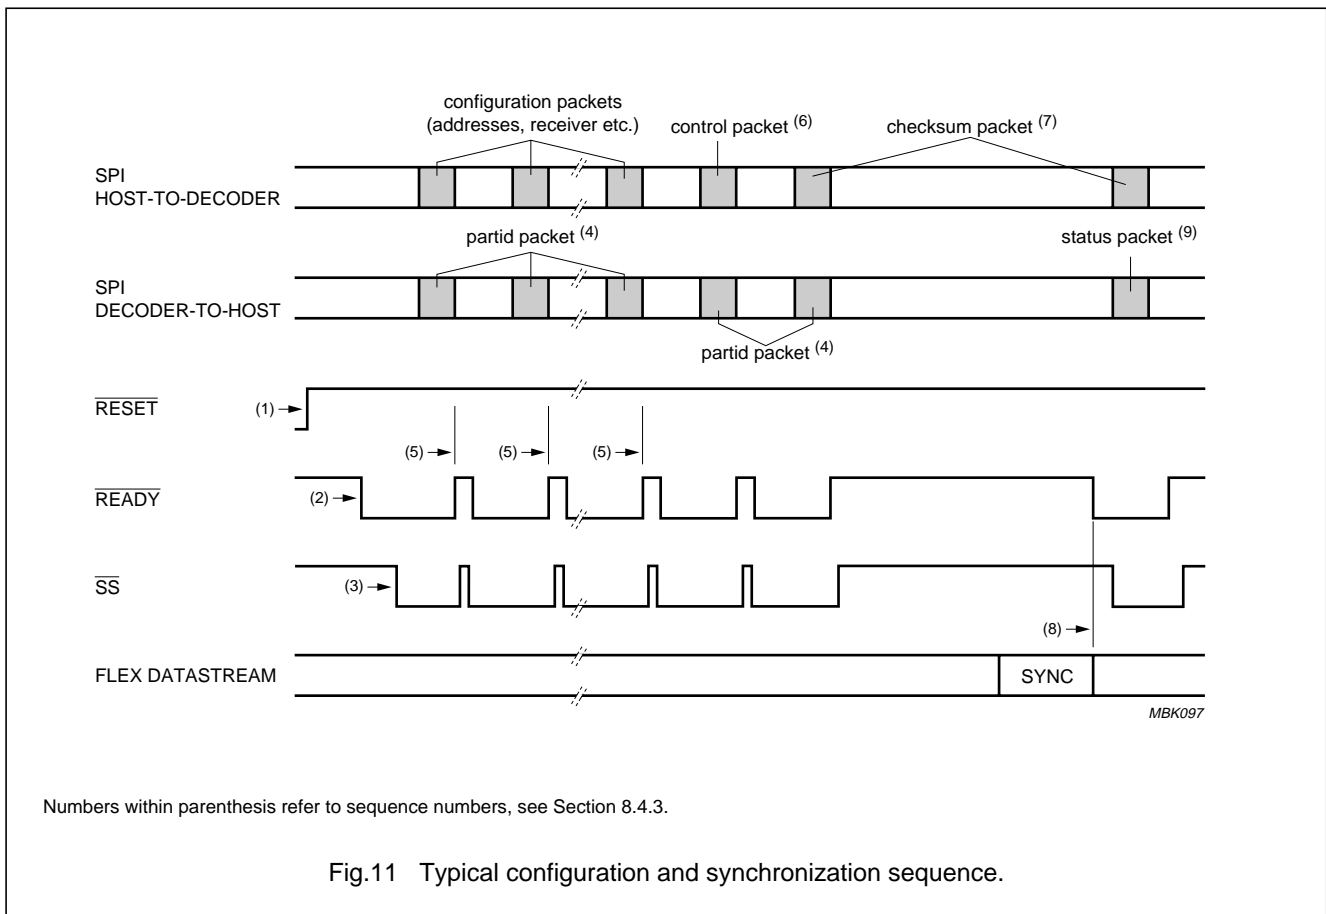 configuration packets
(addresses, receiver etc.)
control packet (6)
checksum packet (7)
SPI
HOST-TO-DECODER
partid packet (4)
status packet (9)
SPI
DECODER-TO-HOST
partid packet (4)
RESET
(1)
(5)
(5)
(5)
READY
(2)
SS
(3)
(8)
FLEX DATASTREAM
SYNC
MBK097
Numbers within parenthesis refer to sequence numbers, see Section 8.4.3.
Fig.11 Typical configuration and synchronization sequence.